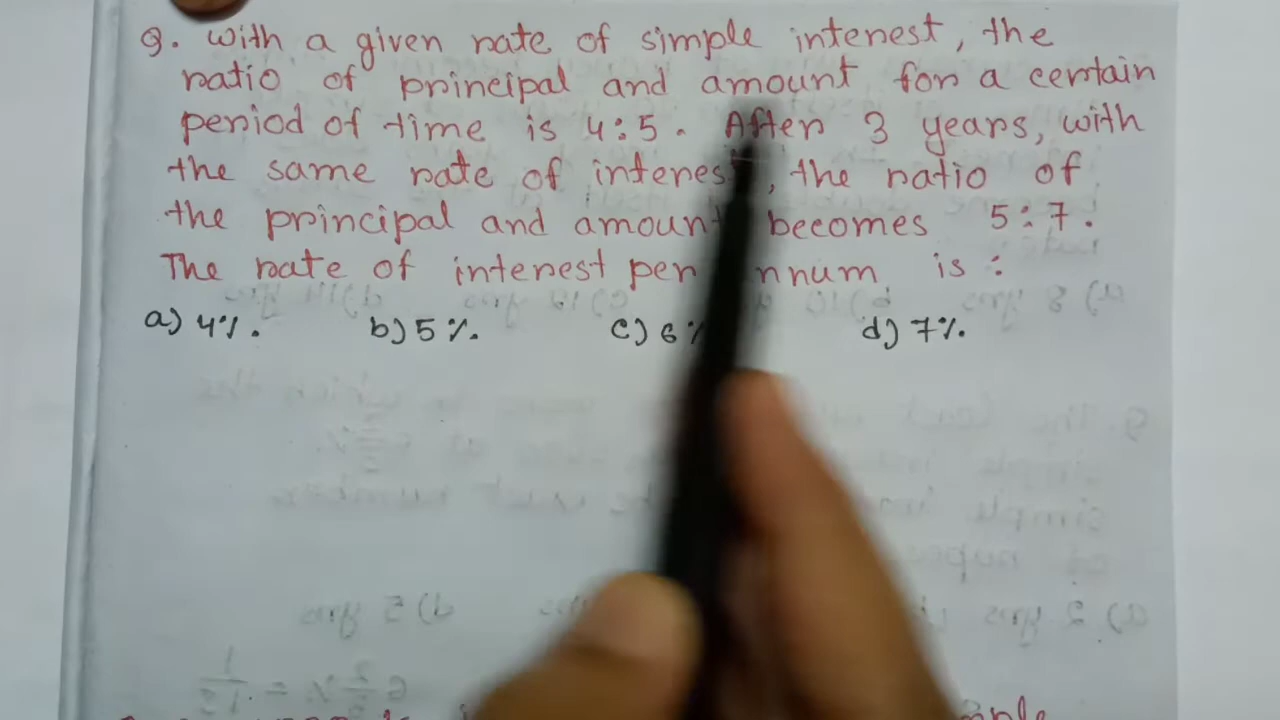 Q. With a given rate of simple interest, the
ratio of principal and amount for a certain
period of time is 4:5. After 3 years, with
the same rate of interest, the ratio of
the principal and amount becomes 5:7.
The rate of interest per nnum is:
a) 4%. b) 5%. c) 6% d) 7%.